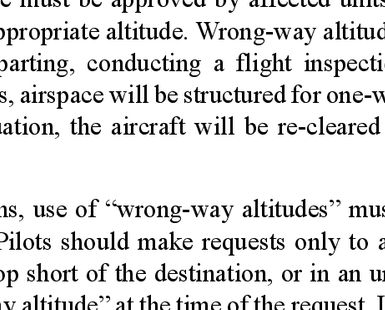 must be approved by affected units
appropriate altitude. Wrong-way altitud
parting, conducting a flight inspecti
s, airspace will be structured for one-w
uation, the aircraft will be re-cleared
ns, use of “wrong-way altitudes” mus
Pilots should make requests only to a
op short of the destination, or in an u
ay altitude” at the time of the request. I